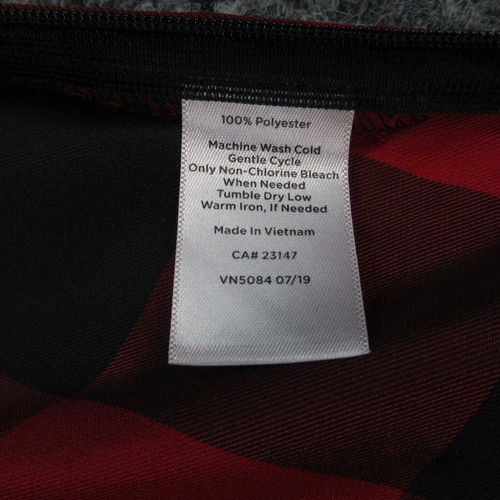 100% Polyester
Machine Wash Cold
Gentle Cycle
Only Non-Chlorine Bleach
When Needed
Tumble Dry Low
Warm Iron, If Needed
Made In Vietnam
CA# 23147
VN5084 07/19